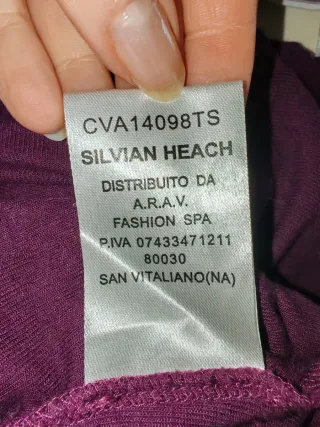 CVA14098TS
SILVIAN HEACH
DISTRIBUITO DA
A.R.A.V.
FASHION SPA
P.IVA 07433471211
80030
SAN VITALIANO(NA)